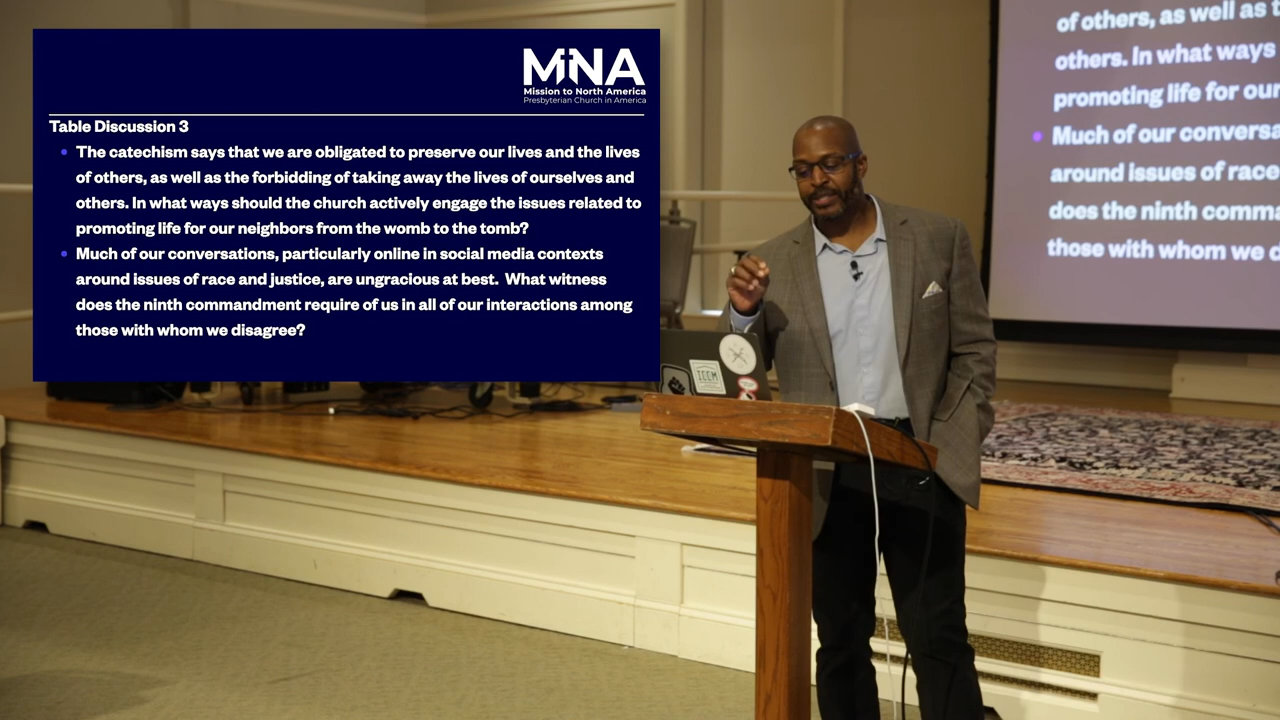 MNA
Mission to North America
Presbyterian Church in America
Table Discussion 3
The catechism says that we are obligated to preserve our lives and the lives
of others, as well as the forbidding of taking away the lives of ourselves and
others. In what ways should the church actively engage the issues related to
promoting life for our neighbors from the womb to the tomb?
Much of our conversations, particularly online in social media contexts
around issues of race and justice, are ungracious at best. What witness
does the ninth commandment require of us in all of our interactions among
those with whom we disagree?
of others, as well as t
others. In what ways
promoting life for our
Much of our conversa
around issues of race
does the ninth comma
those with whom we d
IEEM